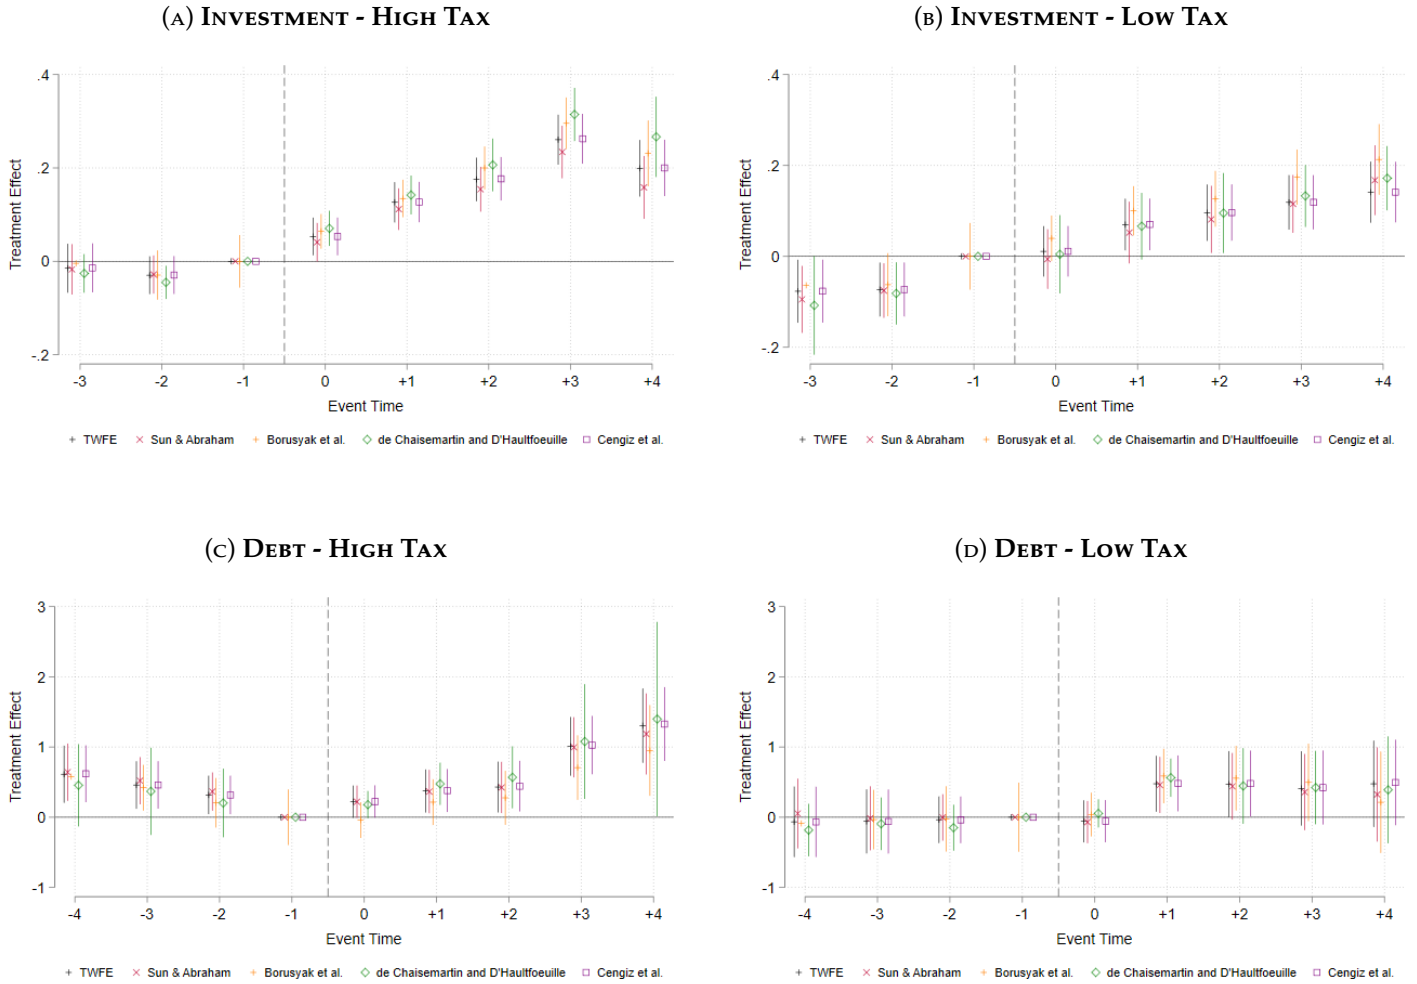 (A) INVESTMENT - HIGH TAX
.4
.2
0
-.2
Treatment Effect
-3 -2 -1 0 +1 +2 +3 +4
Event Time
TWFE Sun & Abraham Borusyak et al. de Chaisemartin and D'Haultfoeuille Cengiz et al.
(B) INVESTMENT - LOW TAX
.4
.2
0
-.2
Treatment Effect
-3 -2 -1 0 +1 +2 +3 +4
Event Time
TWFE Sun & Abraham Borusyak et al. de Chaisemartin and D'Haultfoeuille Cengiz et al.
(C) DEBT - HIGH TAX
3
2
1
0
-1
Treatment Effect
-4 -3 -2 -1 0 +1 +2 +3 +4
Event Time
TWFE Sun & Abraham Borusyak et al. de Chaisemartin and D'Haultfoeuille Cengiz et al.
(D) DEBT - LOW TAX
3
2
1
0
-1
Treatment Effect
-4 -3 -2 -1 0 +1 +2 +3 +4
Event Time
TWFE Sun & Abraham Borusyak et al. de Chaisemartin and D'Haultfoeuille Cengiz et al.